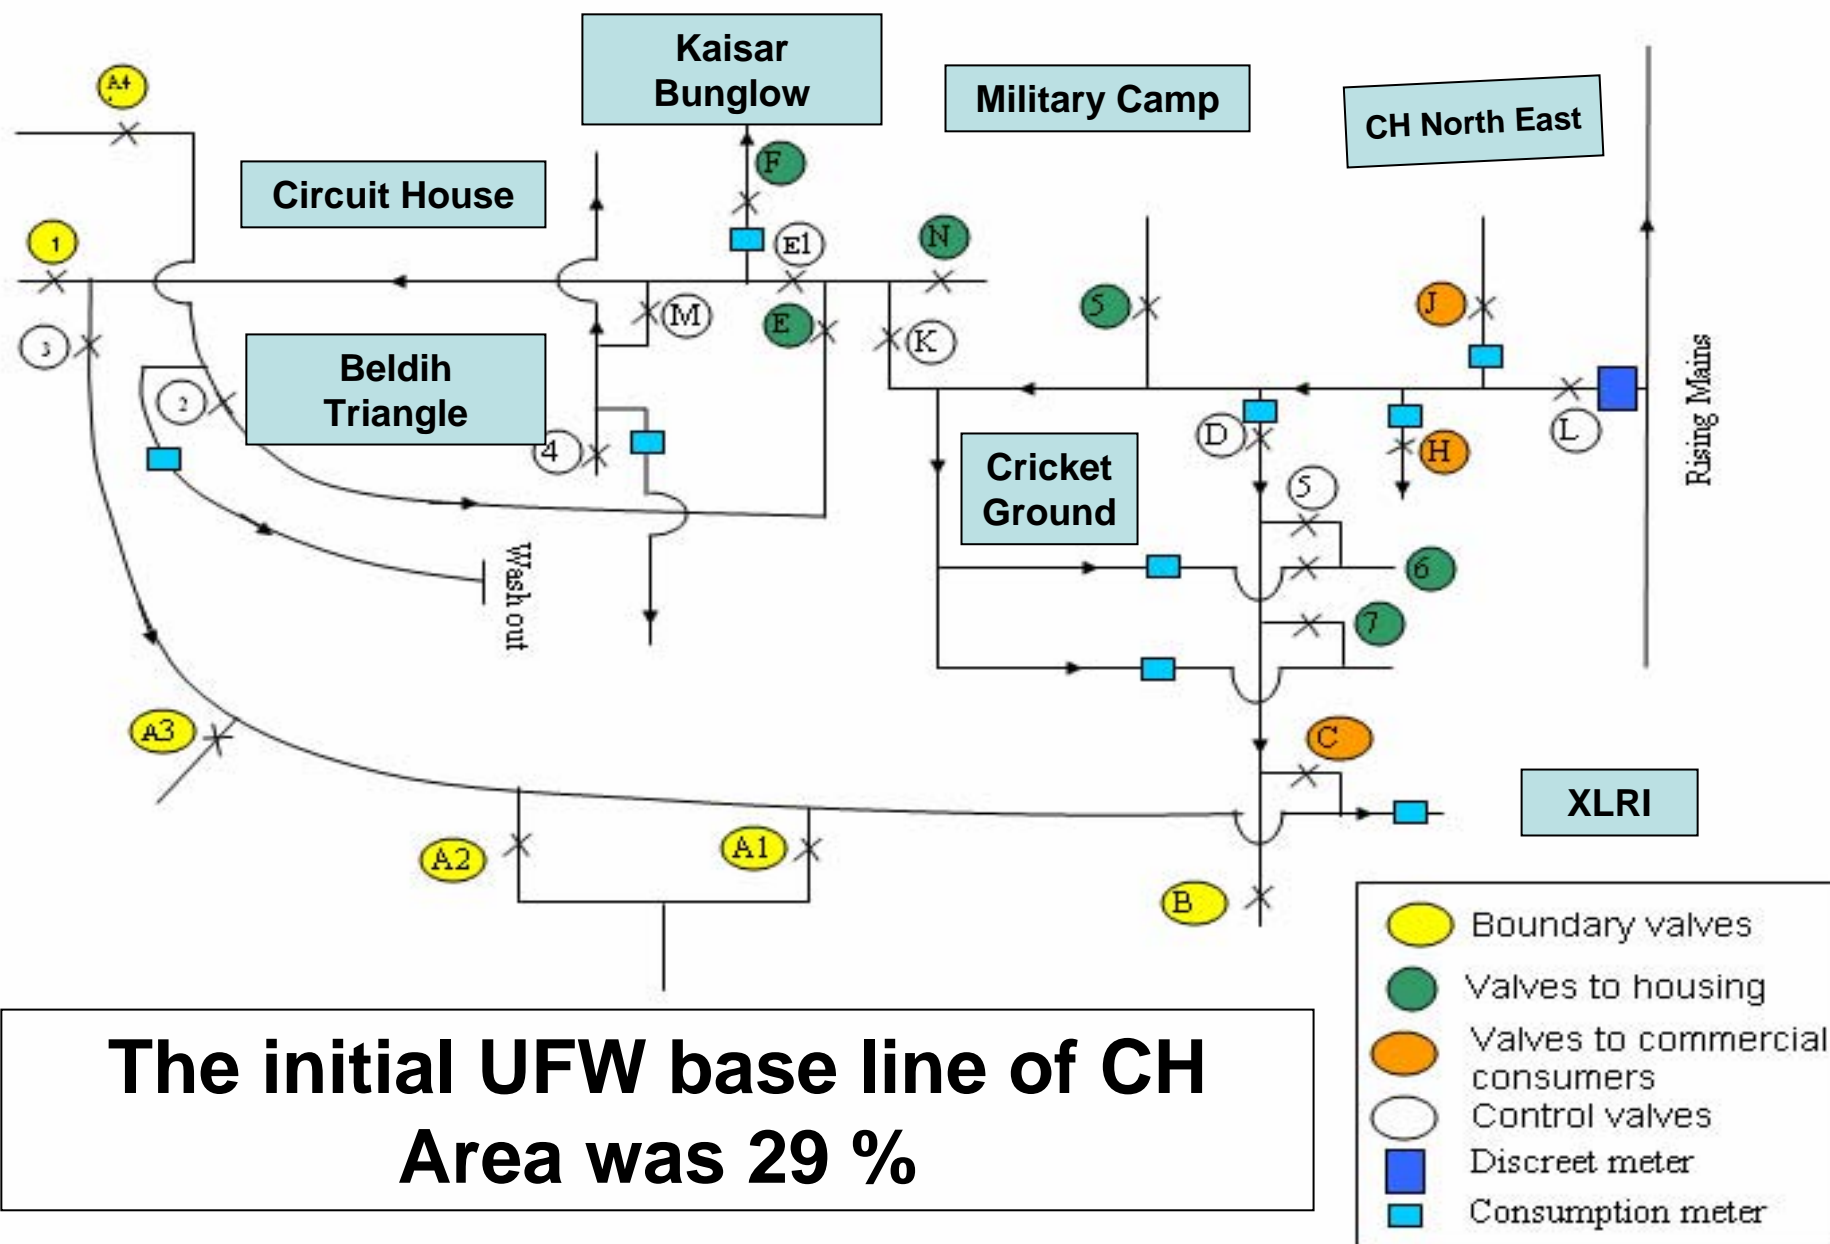 Kaisar
Bunglow
Military Camp
CH North East
A4
Circuit House
F
1
E1
N
5
J
M
E
K
3
Beldih
Triangle
2
4
D
H
L
Rising Mains
Cricket
Ground
5
6
7
Wash out
A3
C
XLRI
A2
A1
B
Boundary valves
Valves to housing
Valves to commercial
consumers
Control valves
Discreet meter
Consumption meter
The initial UFW base line of CH
Area was 29 %